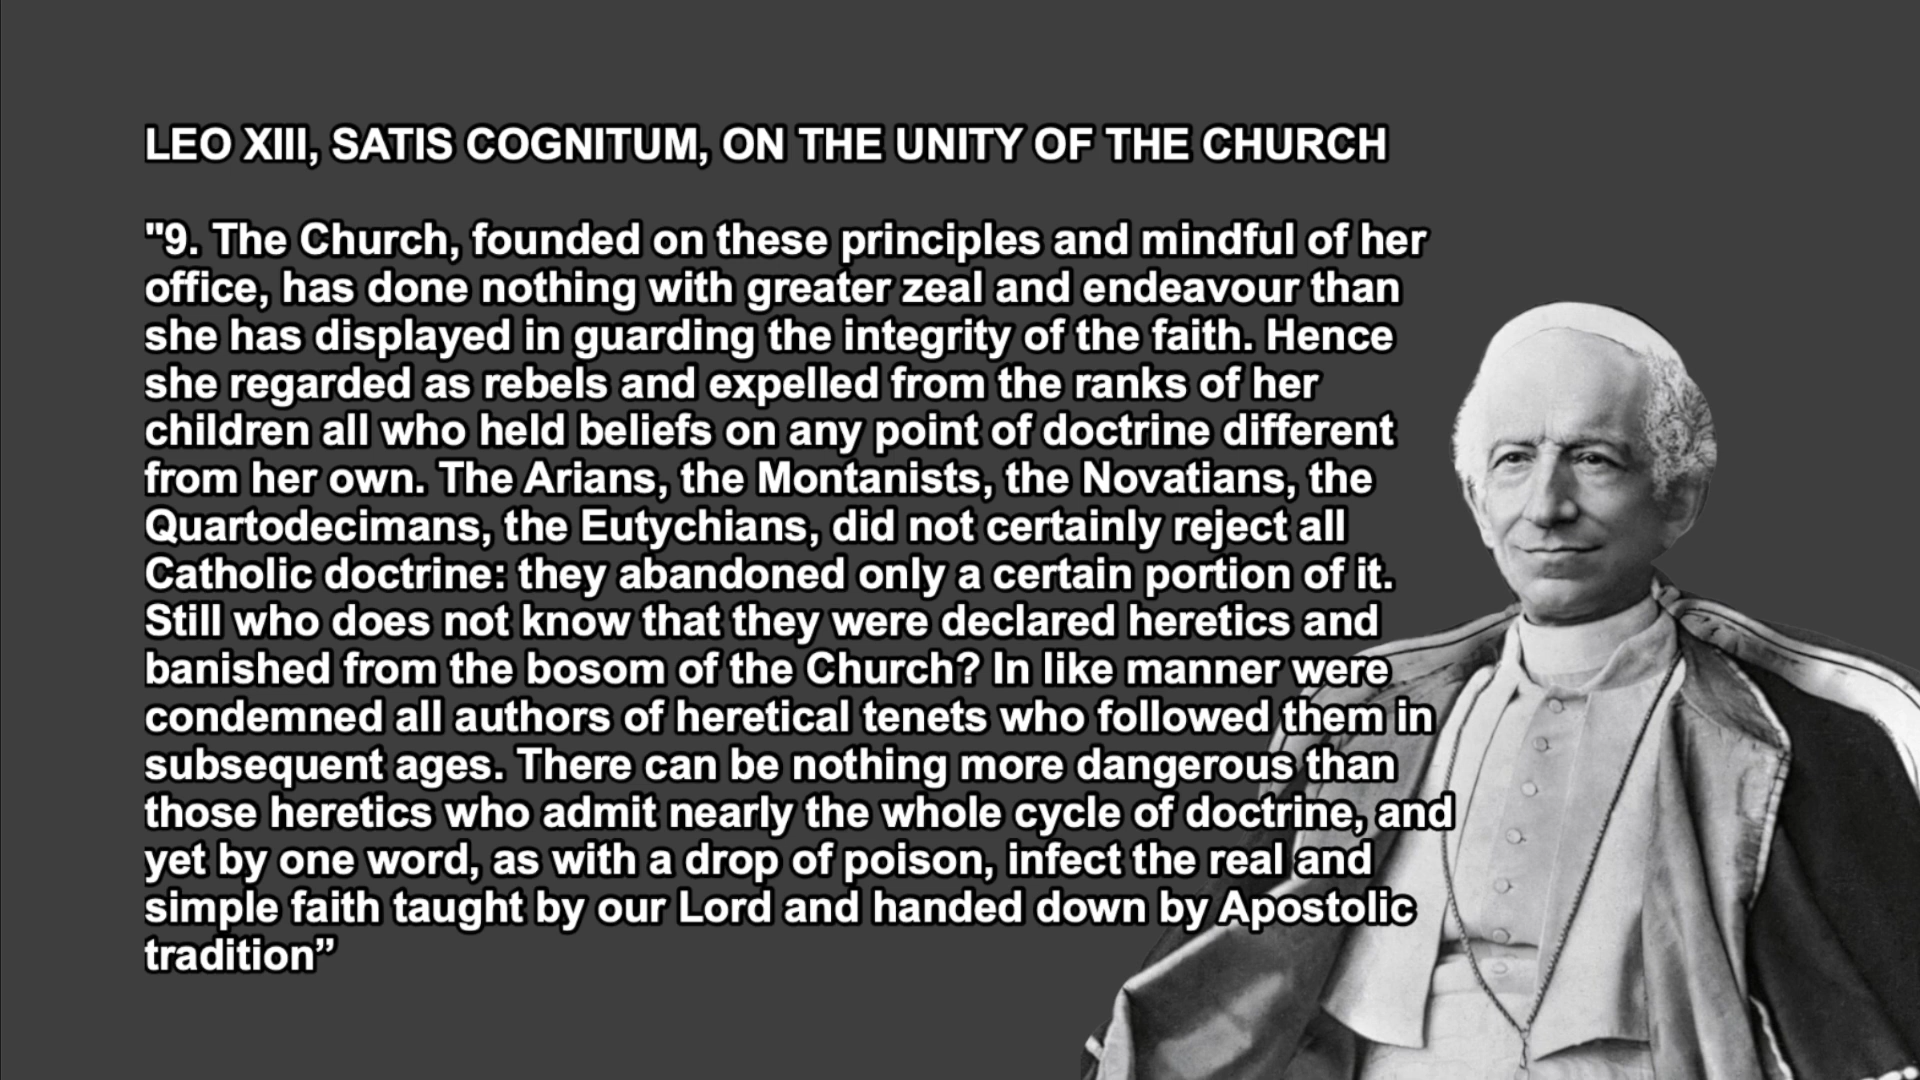 LEO XIII, SATIS COGNITUM, ON THE UNITY OF THE CHURCH
"9. The Church, founded on these principles and mindful of her
office, has done nothing with greater zeal and endeavour than
she has displayed in guarding the integrity of the faith. Hence
she regarded as rebels and expelled from the ranks of her
children all who held beliefs on any point of doctrine different
from her own. The Arians, the Montanists, the Novatians, the
Quartodecimans, the Eutychians, did not certainly reject all
Catholic doctrine: they abandoned only a certain portion of it.
Still who does not know that they were declared heretics and
banished from the bosom of the Church? In like manner were
condemned all authors of heretical tenets who followed them in
subsequent ages. There can be nothing more dangerous than
those heretics who admit nearly the whole cycle of doctrine, and
yet by one word, as with a drop of poison, infect the real and
simple faith taught by our Lord and handed down by Apostolic
tradition”